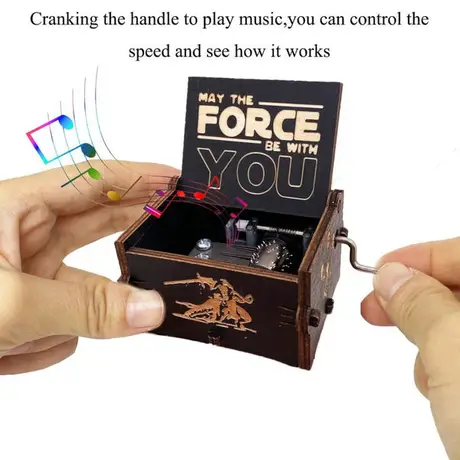 Cranking the handle to play music,you can control the
speed and see how it works
MAY THE
FORCE
BE WITH
YOU